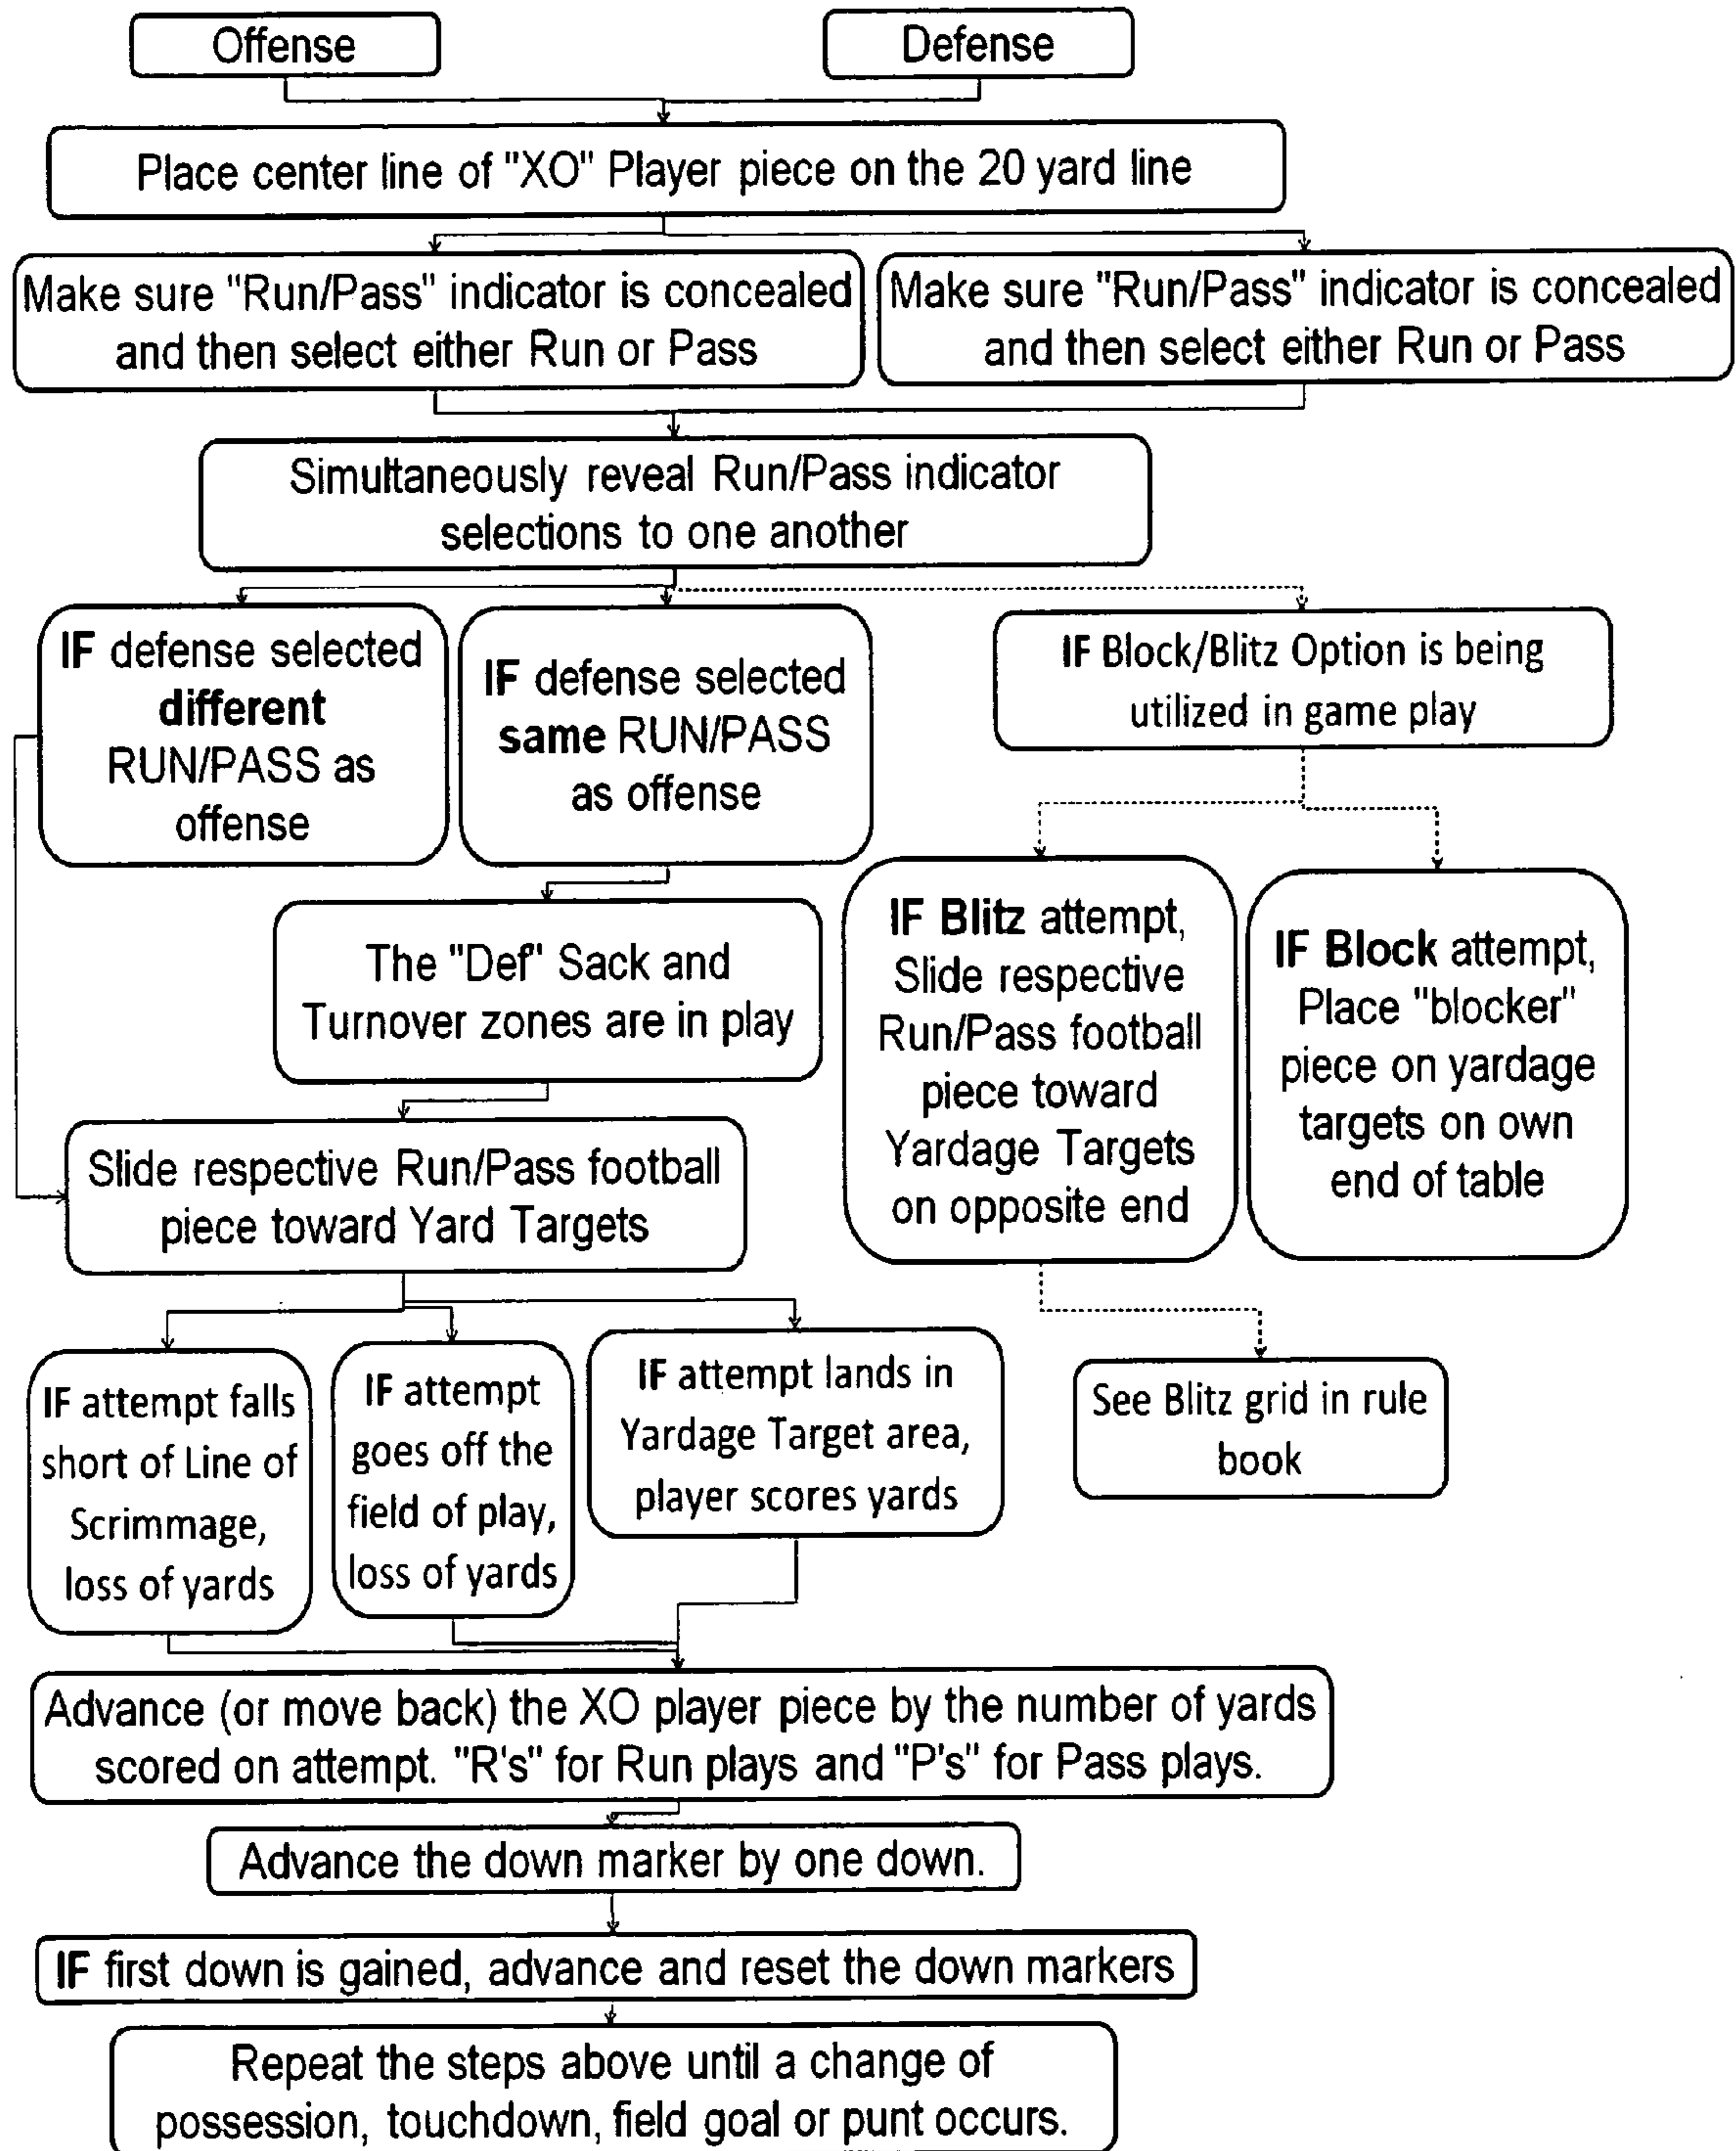 Offense
Defense
Place center line of "XO" Player piece on the 20 yard line
Make sure "Run/Pass" indicator is concealed
and then select either Run or Pass
Make sure "Run/Pass" indicator is concealed
and then select either Run or Pass
Simultaneously reveal Run/Pass indicator
selections to one another
IF defense selected
different
RUN/PASS as
offense
IF defense selected
same RUN/PASS
as offense
IF Block/Blitz Option is being
utilized in game play
The "Def" Sack and
Turnover zones are in play
IF Blitz attempt,
Slide respective
Run/Pass football
piece toward
Yardage Targets
on opposite end
IF Block attempt,
Place "blocker"
piece on yardage
targets on own
end of table
Slide respective Run/Pass football
piece toward Yard Targets
IF attempt falls
short of Line of
Scrimmage,
loss of yards
IF attempt
goes off the
field of play,
loss of yards
IF attempt lands in
Yardage Target area,
player scores yards
See Blitz grid in rule
book
Advance (or move back) the XO player piece by the number of yards
scored on attempt. "R's" for Run plays and "P's" for Pass plays.
Advance the down marker by one down.
IF first down is gained, advance and reset the down markers
Repeat the steps above until a change of
possession, touchdown, field goal or punt occurs.